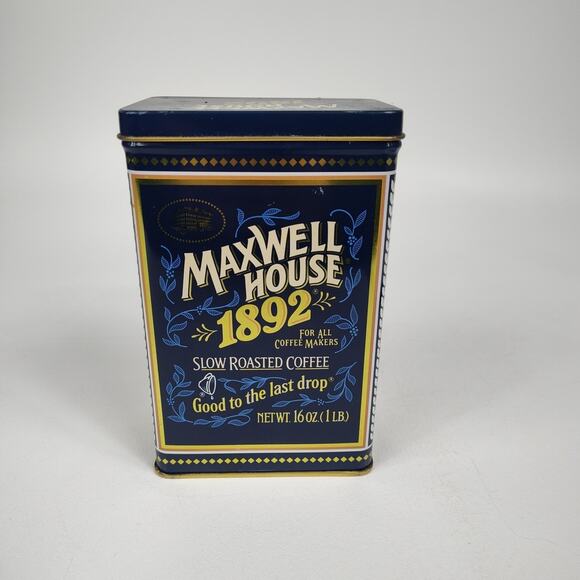 MAXWELL
HOUSE®
1892®
FOR ALL
COFFEE MAKERS
SLOW ROASTED COFFEE
Good to the last drop®
NET WT. 16 OZ. (1 LB.)